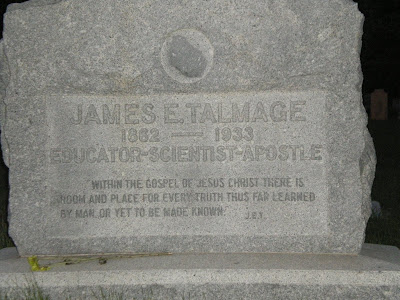 JAMES E. TALMAGE
1862 — 1933
EDUCATOR-SCIENTIST-APOSTLE
"WITHIN THE GOSPEL OF JESUS CHRIST THERE IS
ROOM AND PLACE FOR EVERY TRUTH THUS FAR LEARNED
BY MAN, OR YET TO BE MADE KNOWN."
J.E.T.